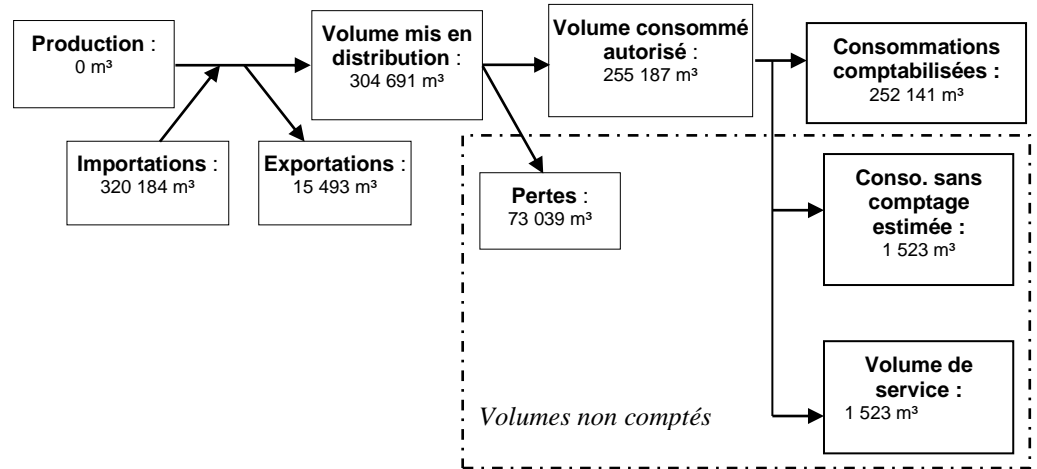 Production :
0 m³
Volume mis en
distribution :
304 691 m³
Volume consommé
autorisé :
255 187 m³
Consommations
comptabilisées :
252 141 m³
Importations :
320 184 m³
Exportations :
15 493 m³
Pertes :
73 039 m³
Conso. sans
comptage
estimée :
1 523 m³
Volume de
service :
1 523 m³
Volumes non comptés